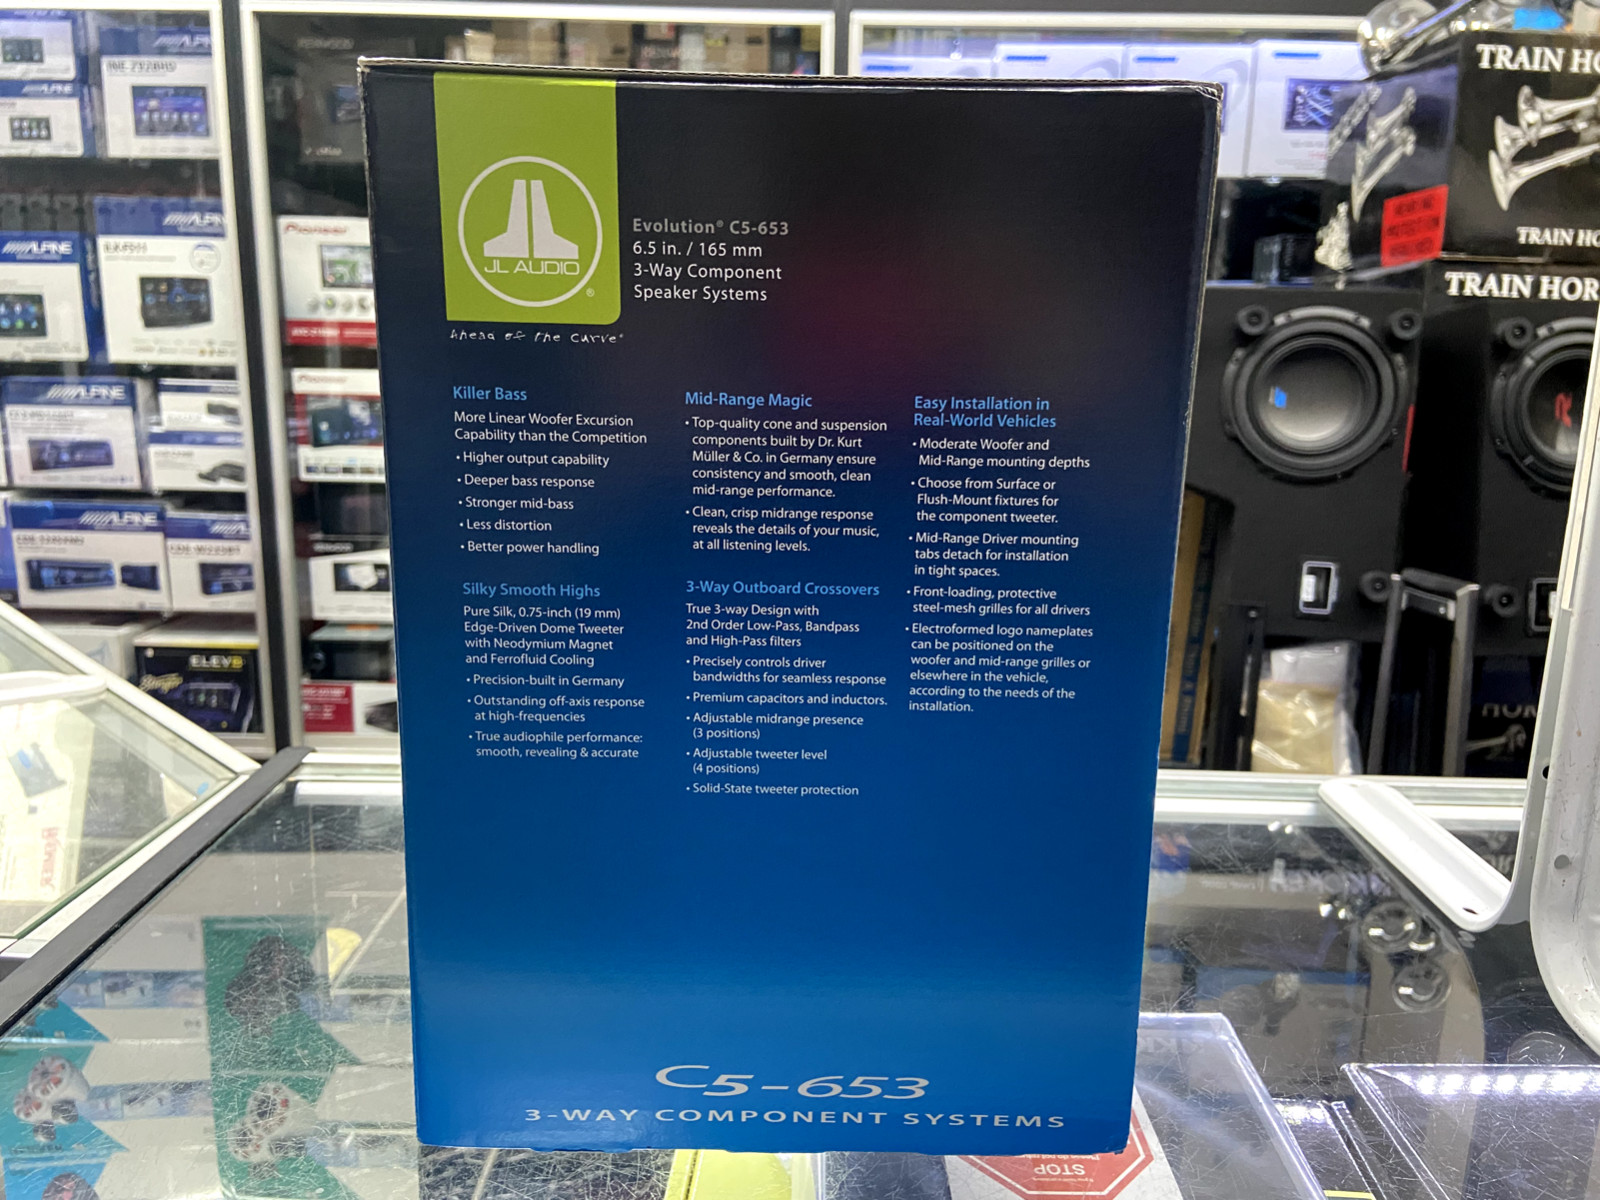 JL AUDIO
®
Ahead of the Curve®
Evolution® C5-653
6.5 in. / 165 mm
3-Way Component
Speaker Systems
Killer Bass
More Linear Woofer Excursion
Capability than the Competition
• Higher output capability
• Deeper bass response
• Stronger mid-bass
• Less distortion
• Better power handling
Silky Smooth Highs
Pure Silk, 0.75-inch (19 mm)
Edge-Driven Dome Tweeter
with Neodymium Magnet
and Ferrofluid Cooling
• Precision-built in Germany
• Outstanding off-axis response
at high-frequencies
• True audiophile performance:
smooth, revealing & accurate
Mid-Range Magic
• Top-quality cone and suspension
components built by Dr. Kurt
Müller & Co. in Germany ensure
consistency and smooth, clean
mid-range performance.
• Clean, crisp midrange response
reveals the details of your music,
at all listening levels.
3-Way Outboard Crossovers
True 3-way Design with
2nd Order Low-Pass, Bandpass
and High-Pass filters
• Precisely controls driver
bandwidths for seamless response
• Premium capacitors and inductors.
• Adjustable midrange presence
(3 positions)
• Adjustable tweeter level
(4 positions)
• Solid-State tweeter protection
Easy Installation in
Real-World Vehicles
• Moderate Woofer and
Mid-Range mounting depths
• Choose from Surface or
Flush-Mount fixtures for
the component tweeter.
• Mid-Range Driver mounting
tabs detach for installation
in tight spaces.
• Front-loading, protective
steel-mesh grilles for all drivers
• Electroformed logo nameplates
can be positioned on the
woofer and mid-range grilles or
elsewhere in the vehicle,
according to the needs of the
installation.
C5-653
3-WAY COMPONENT SYSTEMS
ALPINE
ALPINE
ALPINE
ALPINE
ALPINE
ALPINE
Pioneer
Pioneer
TRAIN HO
TRAIN HO
TRAIN HOR
STOP